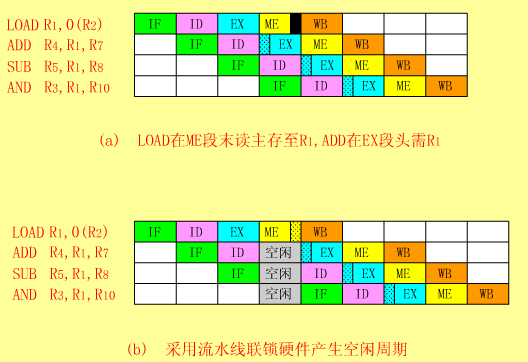 LOAD R1,0(R2) IF ID EX ME WB
ADD R4,R1,R7 IF ID EX ME WB
SUB R5,R1,R8 IF ID EX ME WB
AND R3,R1,R10 IF ID EX ME WB
(a) LOAD在ME段末读主存至R1,ADD在EX段头需R1
LOAD R1,0(R2) IF ID EX ME WB
ADD R4,R1,R7 IF ID 空闲 EX ME WB
SUB R5,R1,R8 IF 空闲 ID EX ME WB
AND R3,R1,R10 空闲 IF ID EX ME WB
(b) 采用流水线联锁硬件产生空闲周期